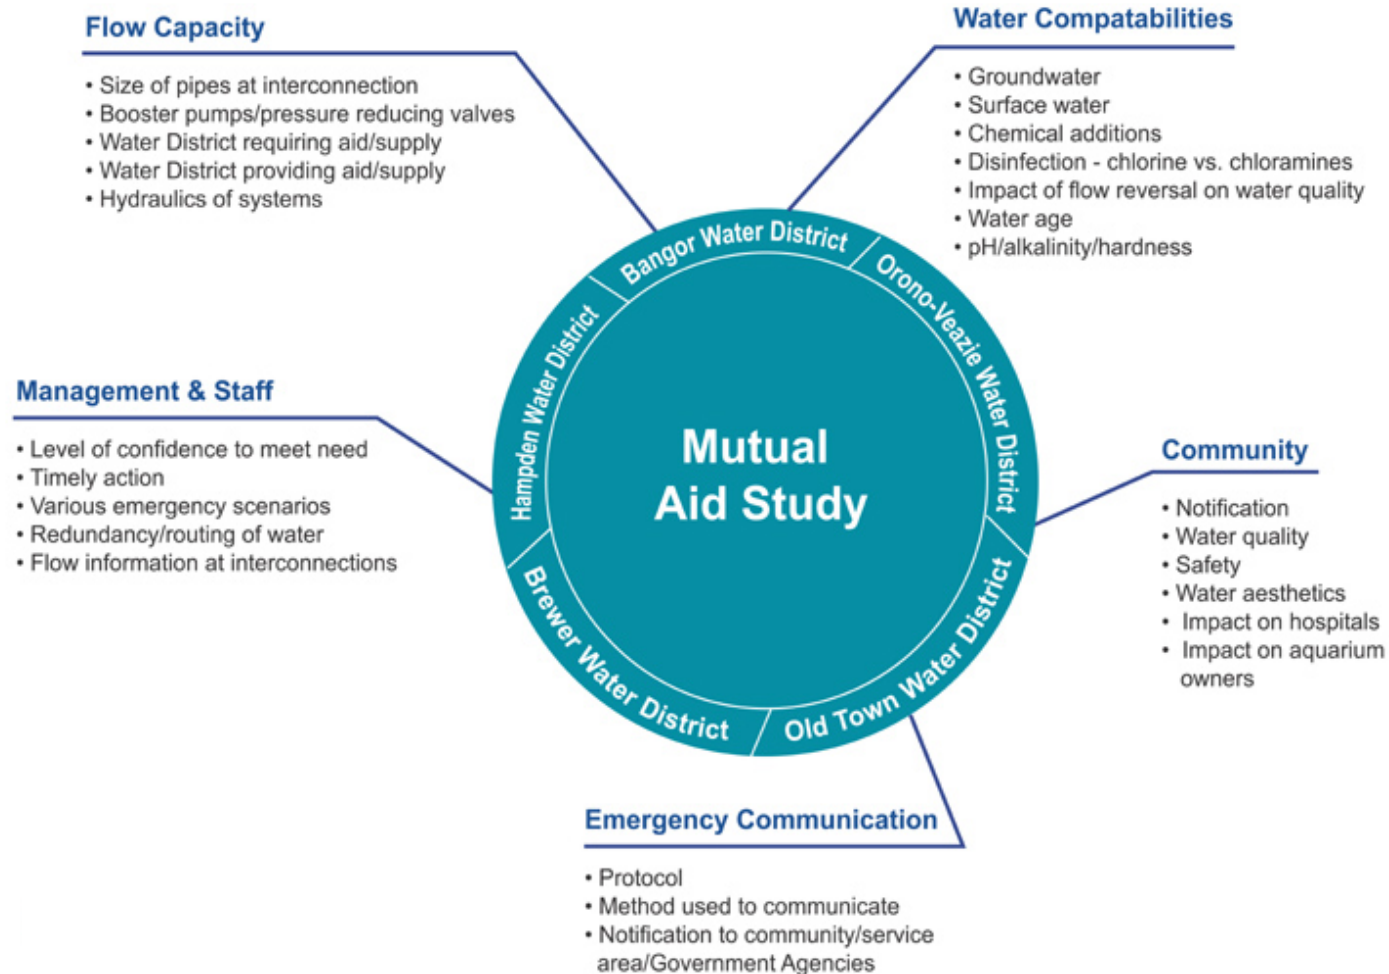 Flow Capacity
• Size of pipes at interconnection
• Booster pumps/pressure reducing valves
• Water District requiring aid/supply
• Water District providing aid/supply
• Hydraulics of systems
Water Compatabilities
• Groundwater
• Surface water
• Chemical additions
• Disinfection - chlorine vs. chloramines
• Impact of flow reversal on water quality
• Water age
• pH/alkalinity/hardness
Management & Staff
• Level of confidence to meet need
• Timely action
• Various emergency scenarios
• Redundancy/routing of water
• Flow information at interconnections
Bangor Water District
Orono-Veazie Water District
Old Town Water District
Brewer Water District
Hampden Water District
Mutual
Aid Study
Community
• Notification
• Water quality
• Safety
• Water aesthetics
• Impact on hospitals
• Impact on aquarium
owners
Emergency Communication
• Protocol
• Method used to communicate
• Notification to community/service
area/Government Agencies